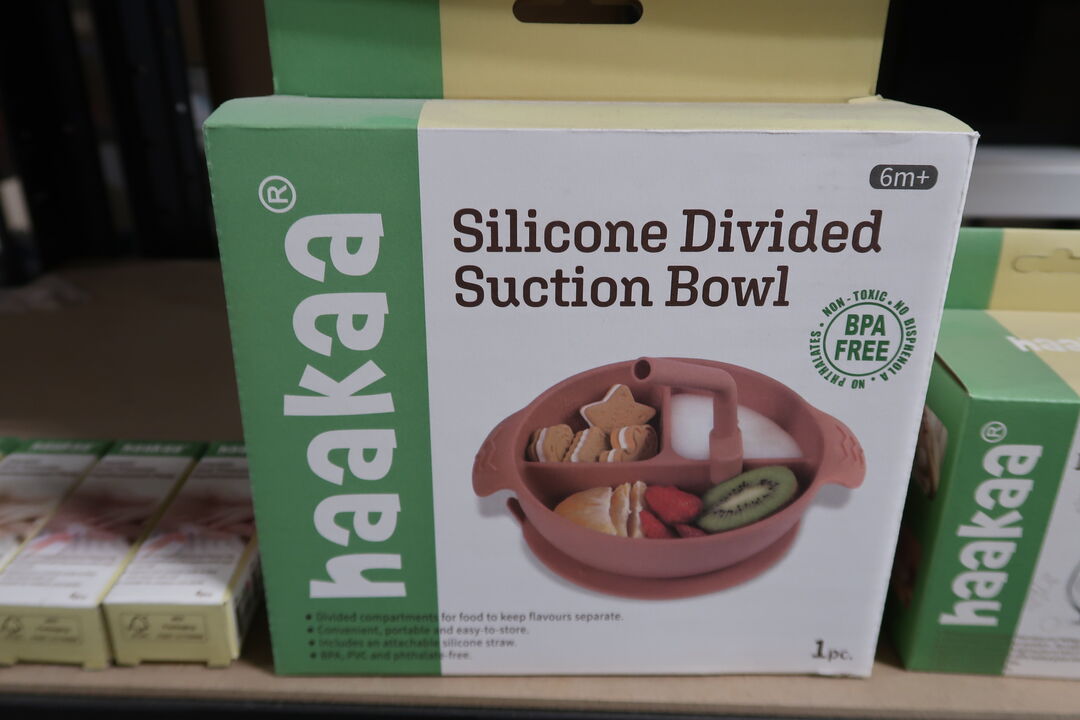 haakaa®
6m+
Silicone Divided
Suction Bowl
NON-TOXIC • NO BISPHENOL A • NO PHTHALATES •
BPA
FREE
• Divided compartments for food to keep flavours separate.
• Convenient, portable and easy-to-store.
• Includes an attachable silicone straw.
• BPA, PVC and phthalate-free.
1pc.
haakaa®